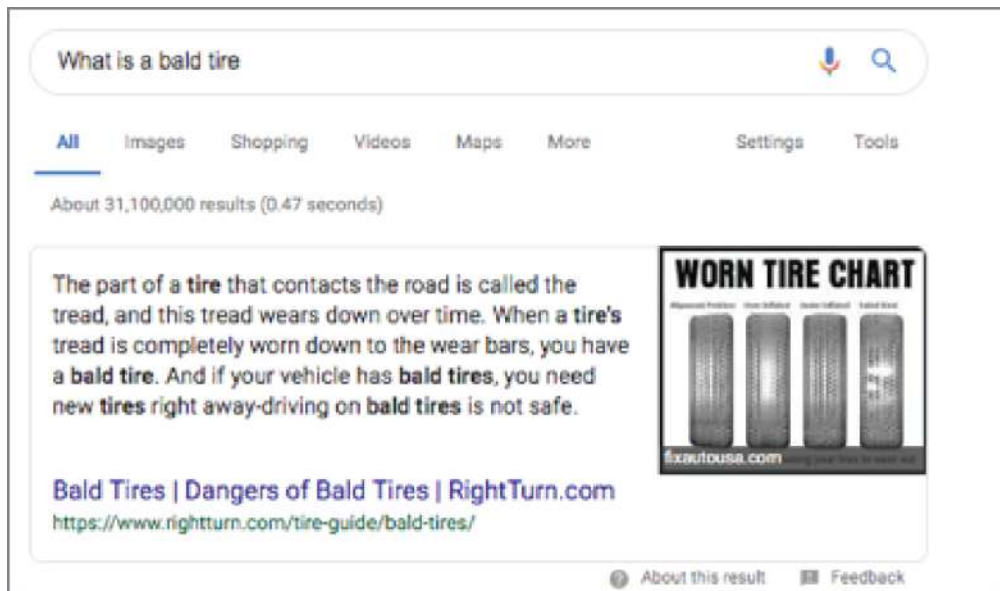 What is a bald tire
All Images Shopping Videos Maps More Settings Tools
About 31,100,000 results (0.47 seconds)
The part of a tire that contacts the road is called the
tread, and this tread wears down over time. When a tire's
tread is completely worn down to the wear bars, you have
a bald tire. And if your vehicle has bald tires, you need
new tires right away-driving on bald tires is not safe.
WORN TIRE CHART
fixautousa.com
Bald Tires | Dangers of Bald Tires | RightTurn.com
https://www.rightturn.com/tire-guide/bald-tires/
About this result Feedback